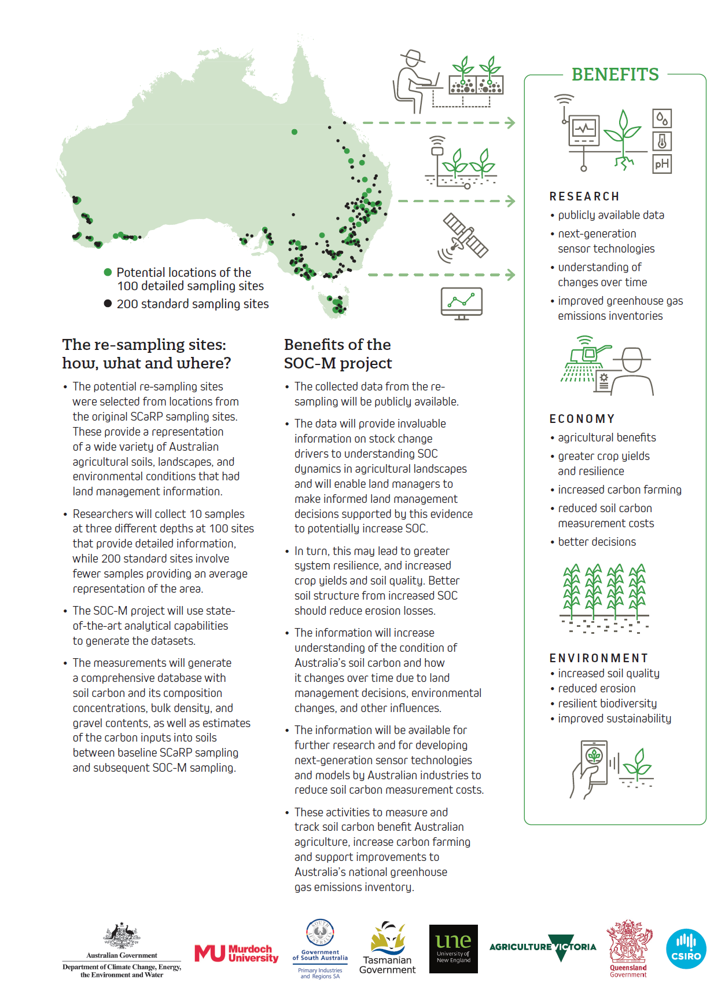 Potential locations of the
100 detailed sampling sites
200 standard sampling sites
The re-sampling sites:
how, what and where?
• The potential re-sampling sites
were selected from locations from
the original SCaRP sampling sites.
These provide a representation
of a wide variety of Australian
agricultural soils, landscapes, and
environmental conditions that had
land management information.
• Researchers will collect 10 samples
at three different depths at 100 sites
that provide detailed information,
while 200 standard sites involve
fewer samples providing an average
representation of the area.
• The SOC-M project will use state-
of-the-art analytical capabilities
to generate the datasets.
• The measurements will generate
a comprehensive database with
soil carbon and its composition
concentrations, bulk density, and
gravel contents, as well as estimates
of the carbon inputs into soils
between baseline SCaRP sampling
and subsequent SOC-M sampling.
Benefits of the
SOC-M project
• The collected data from the re-
sampling will be publicly available.
• The data will provide invaluable
information on stock change
drivers to understanding SOC
dynamics in agricultural landscapes
and will enable land managers to
make informed land management
decisions supported by this evidence
to potentially increase SOC.
• In turn, this may lead to greater
system resilience, and increased
crop yields and soil quality. Better
soil structure from increased SOC
should reduce erosion losses.
• The information will increase
understanding of the condition of
Australia's soil carbon and how
it changes over time due to land
management decisions, environmental
changes, and other influences.
• The information will be available for
further research and for developing
next-generation sensor technologies
and models by Australian industries to
reduce soil carbon measurement costs.
• These activities to measure and
track soil carbon benefit Australian
agriculture, increase carbon farming
and support improvements to
Australia's national greenhouse
gas emissions inventory.
BENEFITS
pH
RESEARCH
• publicly available data
• next-generation
sensor technologies
• understanding of
changes over time
• improved greenhouse gas
emissions inventories
ECONOMY
• agricultural benefits
• greater crop yields
and resilience
• increased carbon farming
• reduced soil carbon
measurement costs
• better decisions
ENVIRONMENT
• increased soil quality
• reduced erosion
• resilient biodiversity
• improved sustainability
Australian Government
Department of Climate Change, Energy,
the Environment and Water
MU Murdoch
University
SOUTH
AUSTRALIA
Government
of South Australia
Primary Industries
and Regions SA
Tasmanian
Government
une
University of
New England
AGRICULTURE VICTORIA
Queensland
Government
CSIRO